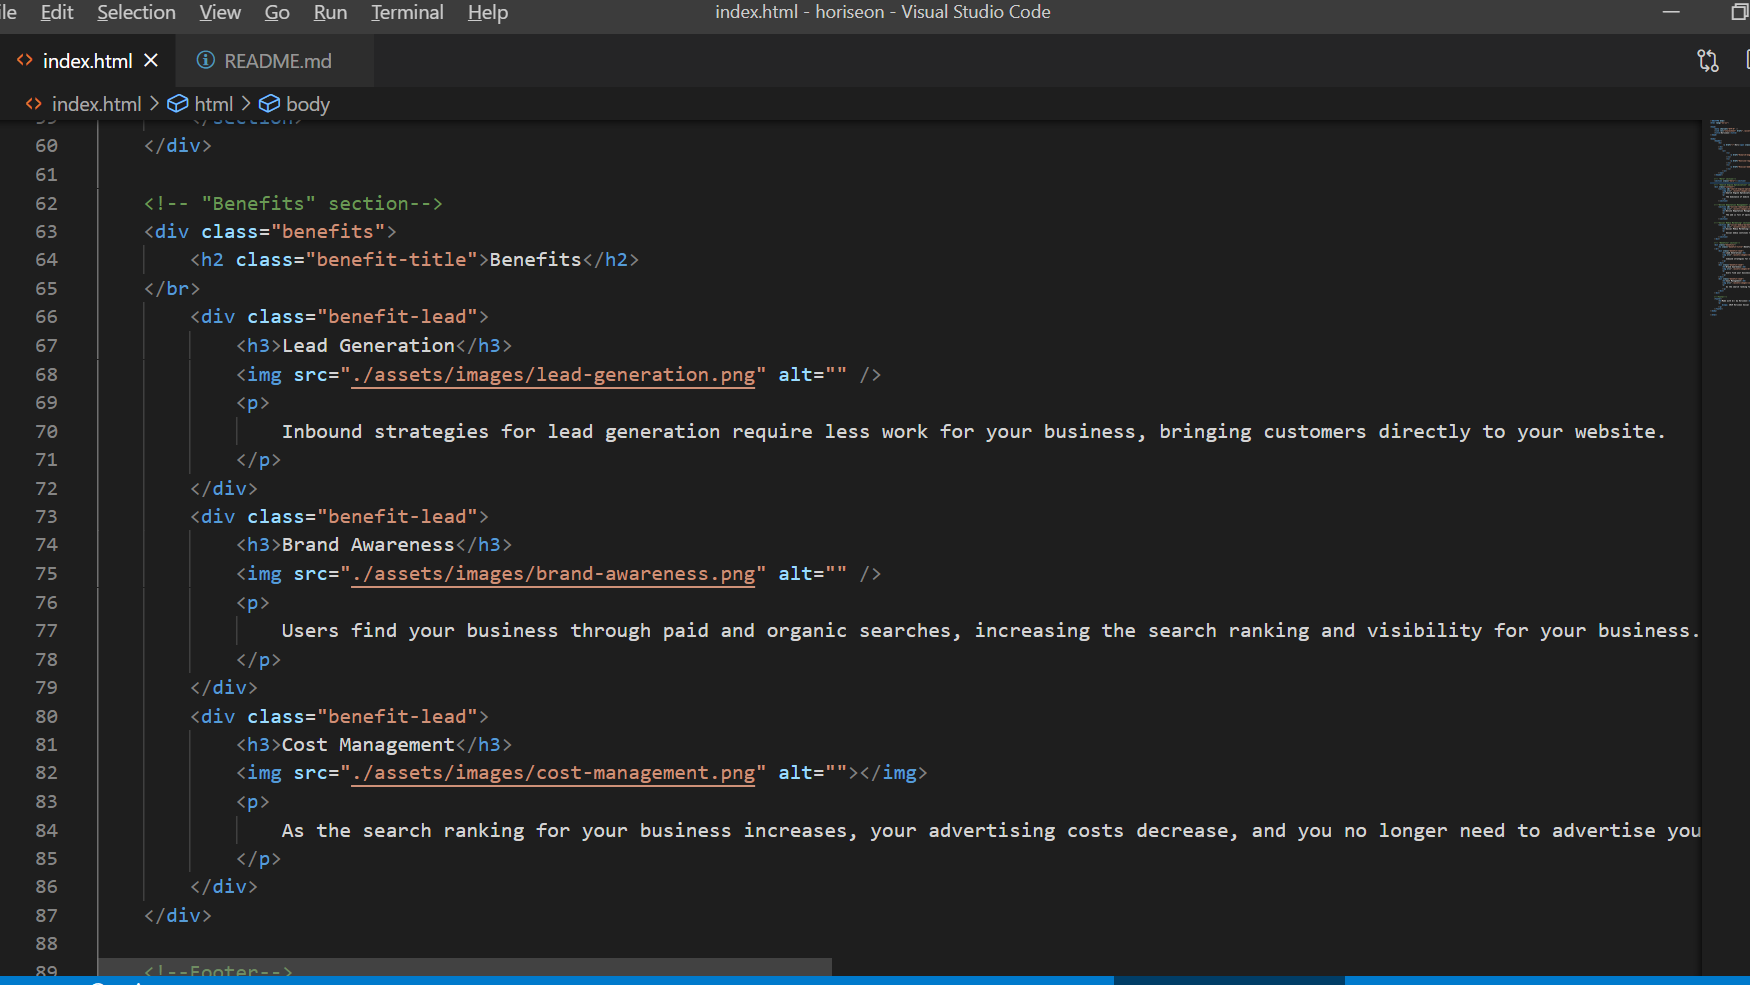 ile Edit Selection View Go Run Terminal Help index.html - horiseon - Visual Studio Code
<> index.html × README.md
<> index.html > html > body
59 </section>
60 </div>
61
62 <!-- "Benefits" section-->
63 <div class="benefits">
64 <h2 class="benefit-title">Benefits</h2>
65 </br>
66 <div class="benefit-lead">
67 <h3>Lead Generation</h3>
68 <img src="./assets/images/lead-generation.png" alt="" />
69 <p>
70 Inbound strategies for lead generation require less work for your business, bringing customers directly to your website.
71 </p>
72 </div>
73 <div class="benefit-lead">
74 <h3>Brand Awareness</h3>
75 <img src="./assets/images/brand-awareness.png" alt="" />
76 <p>
77 Users find your business through paid and organic searches, increasing the search ranking and visibility for your business.
78 </p>
79 </div>
80 <div class="benefit-lead">
81 <h3>Cost Management</h3>
82 <img src="./assets/images/cost-management.png" alt=""></img>
83 <p>
84 As the search ranking for your business increases, your advertising costs decrease, and you no longer need to advertise you
85 </p>
86 </div>
87 </div>
88
89 <!--Footer-->